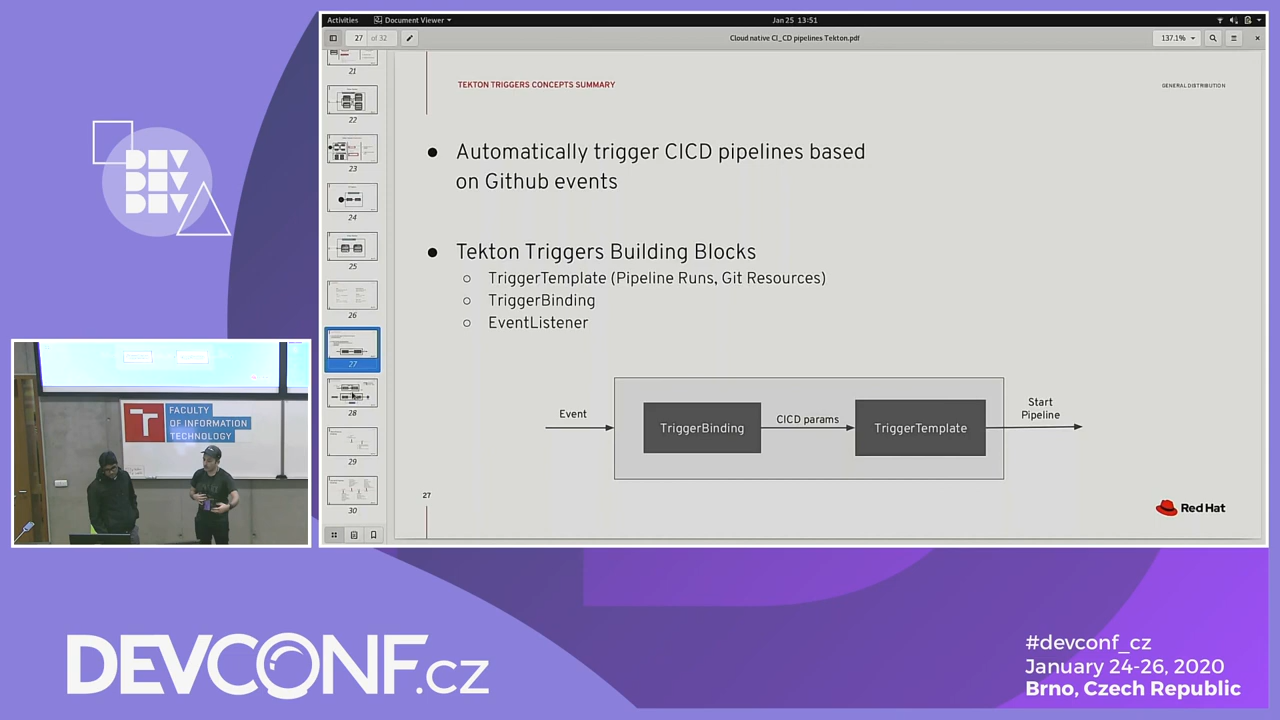 Activities
Document Viewer
Jan 25 13:51
27 of 32
Cloud native CI_CD pipelines Tekton.pdf
137.1%
21
22
23
24
25
26
27
28
29
30
TEKTON TRIGGERS CONCEPTS SUMMARY
GENERAL DISTRIBUTION
● Automatically trigger CICD pipelines based
on Github events
● Tekton Triggers Building Blocks
○ TriggerTemplate (Pipeline Runs, Git Resources)
○ TriggerBinding
○ EventListener
Event
TriggerBinding
CICD params
TriggerTemplate
Start
Pipeline
27
Red Hat
DEV
DEV
DEV
FACULTY
OF INFORMATION
TECHNOLOGY
DEVCONF.cz
#devconf_cz
January 24-26, 2020
Brno, Czech Republic